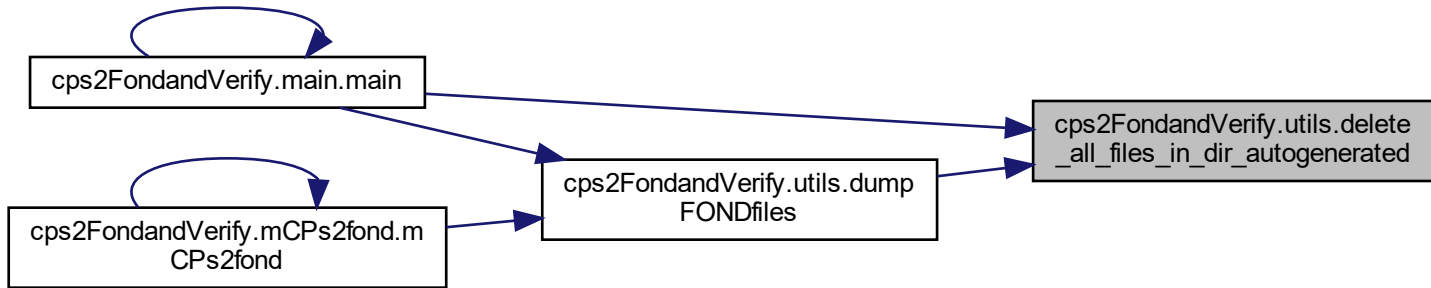 cps2FondandVerify.main.main
cps2FondandVerify.utils.delete
_all_files_in_dir_autogenerated
cps2FondandVerify.utils.dump
FONDfiles
cps2FondandVerify.mCPs2fond.m
CPs2fond